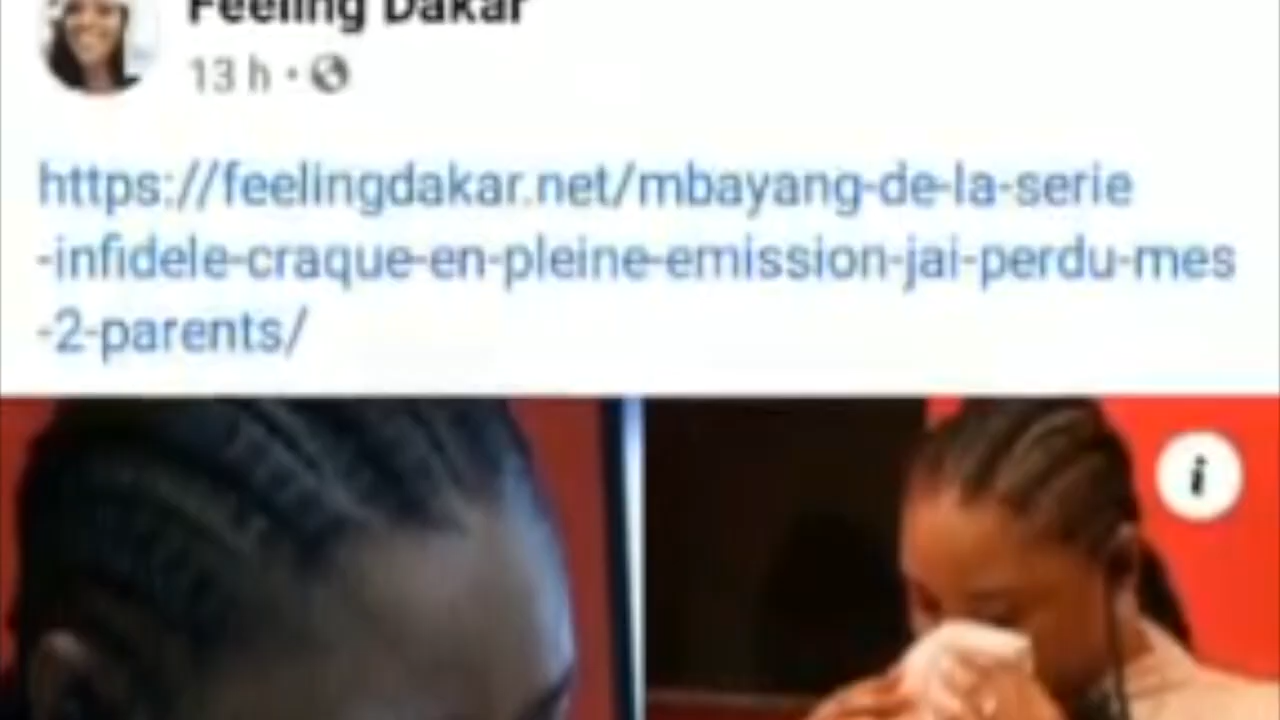 Feeling Dakar
13 h ·
https://feelingdakar.net/mbayang-de-la-serie
-infidele-craque-en-pleine-emission-jai-perdu-mes
-2-parents/
i